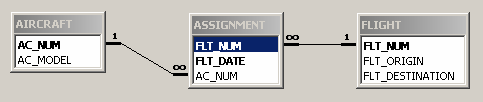 AIRCRAFT
AC_NUM
AC_MODEL
1
∞
ASSIGNMENT
FLT_NUM
FLT_DATE
AC_NUM
∞
1
FLIGHT
FLT_NUM
FLT_ORIGIN
FLT_DESTINATION